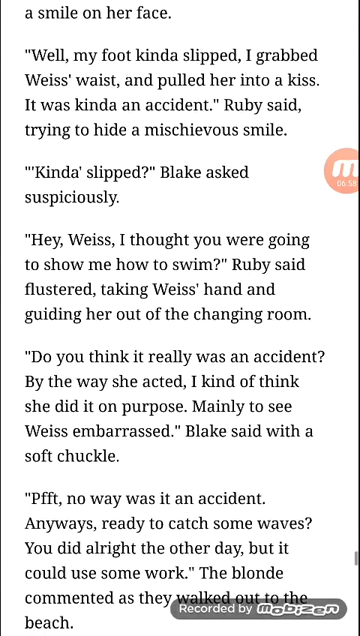 a smile on her face.
"Well, my foot kinda slipped, I grabbed
Weiss' waist, and pulled her into a kiss.
It was kinda an accident." Ruby said,
trying to hide a mischievous smile.
"'Kinda' slipped?" Blake asked
suspiciously.
"Hey, Weiss, I thought you were going
to show me how to swim?" Ruby said
flustered, taking Weiss' hand and
guiding her out of the changing room.
"Do you think it really was an accident?
By the way she acted, I kind of think
she did it on purpose. Mainly to see
Weiss embarrassed." Blake said with a
soft chuckle.
"Pfft, no way was it an accident.
Anyways, ready to catch some waves?
You did alright the other day, but it
could use some work." The blonde
commented as they walked out to the
beach.
06:58
Recorded by mobizen